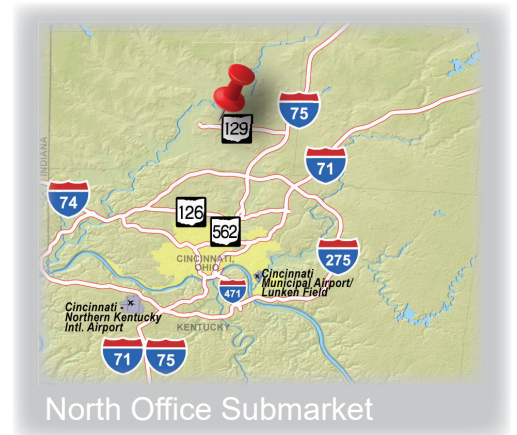 75
129
INDIANA
71
74
126
562
CINCINNATI,
OHIO
275
Cincinnati
Municipal Airport/
Lunken Field
471
Cincinnati -
Northern Kentucky
Intl. Airport
KENTUCKY
71
75
North Office Submarket